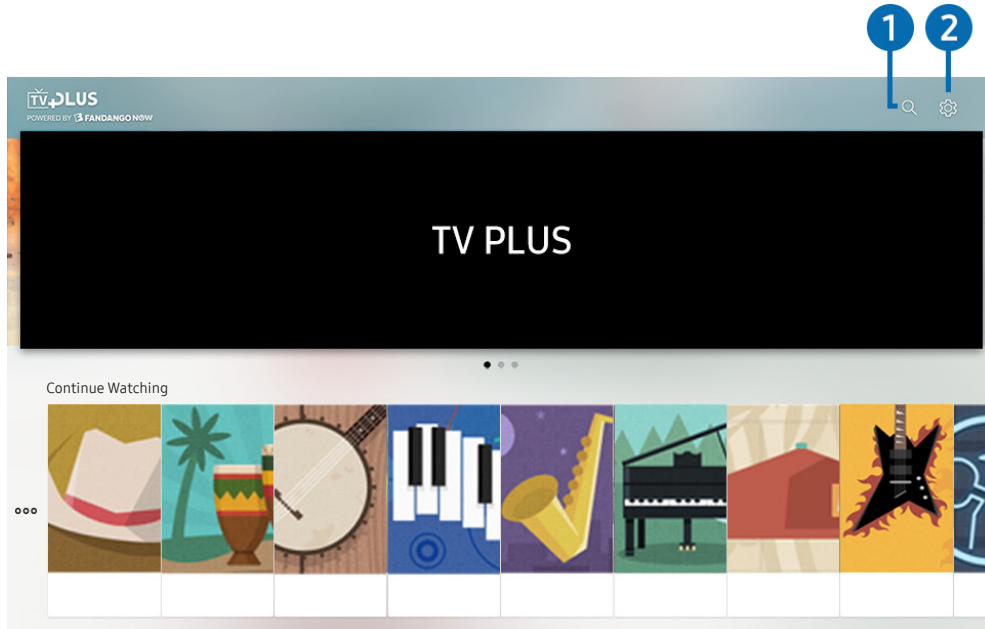 1 2
TV PLUS
POWERED BY FANDANGO NOW
TV PLUS
Continue Watching